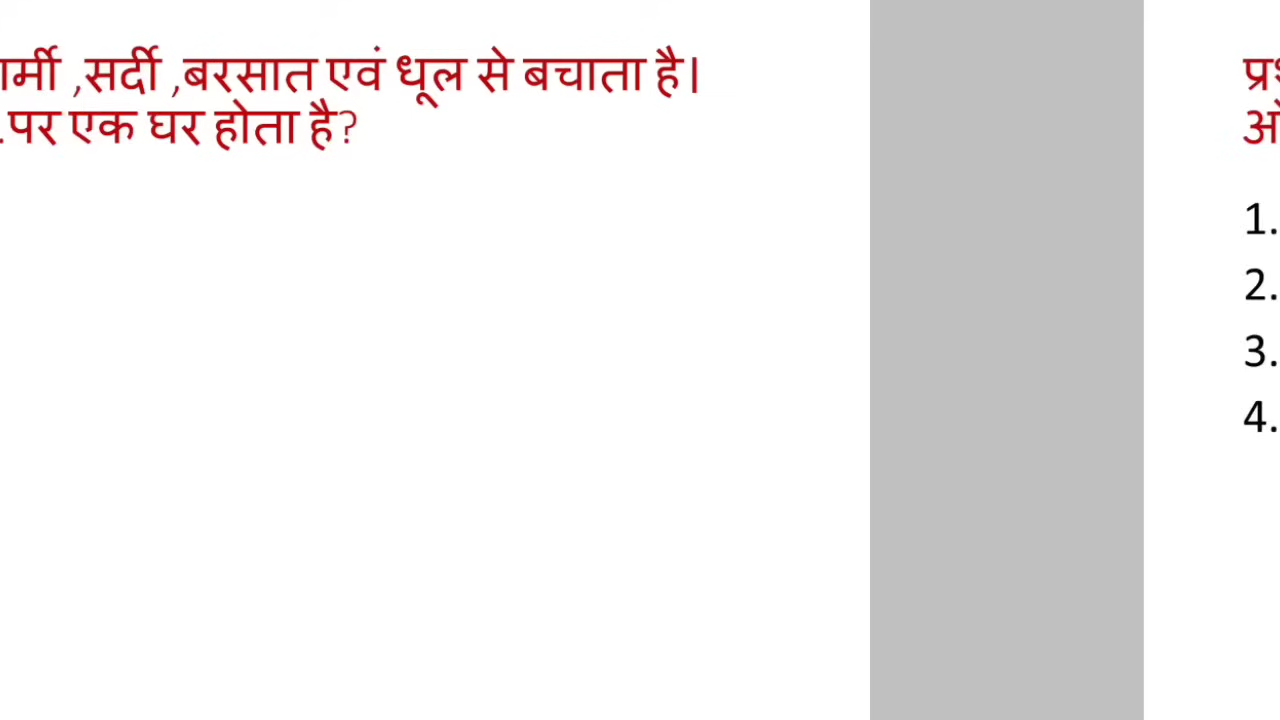 ,सर्दी ,बरसात एवं धूल से बचाता है।
पर एक घर होता है?
1.
2.
3.
4.